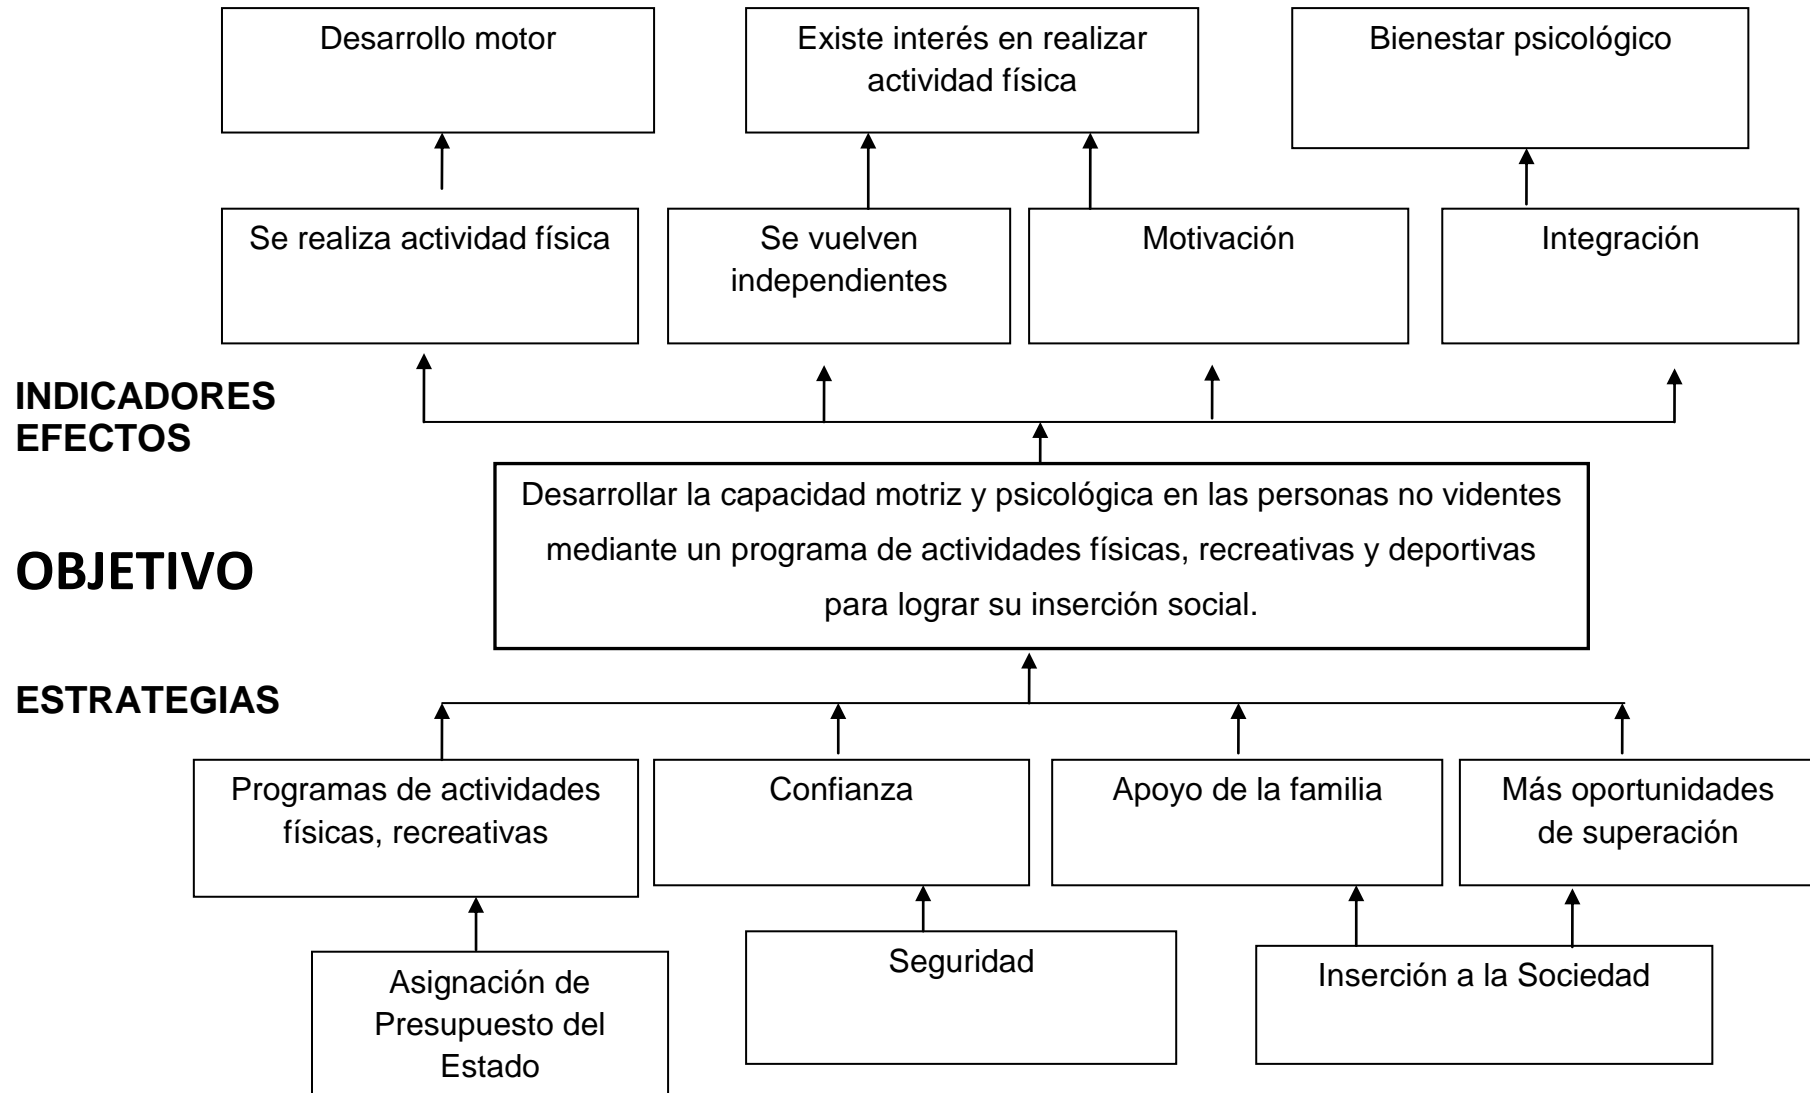 Desarrollo motor
Existe interés en realizar
actividad física
Bienestar psicológico
Se realiza actividad física
Se vuelven
independientes
Motivación
Integración
INDICADORES
EFECTOS
Desarrollar la capacidad motriz y psicológica en las personas no videntes
mediante un programa de actividades físicas, recreativas y deportivas
para lograr su inserción social.
OBJETIVO
ESTRATEGIAS
Programas de actividades
físicas, recreativas
Confianza
Apoyo de la familia
Más oportunidades
de superación
Asignación de
Presupuesto del
Estado
Seguridad
Inserción a la Sociedad